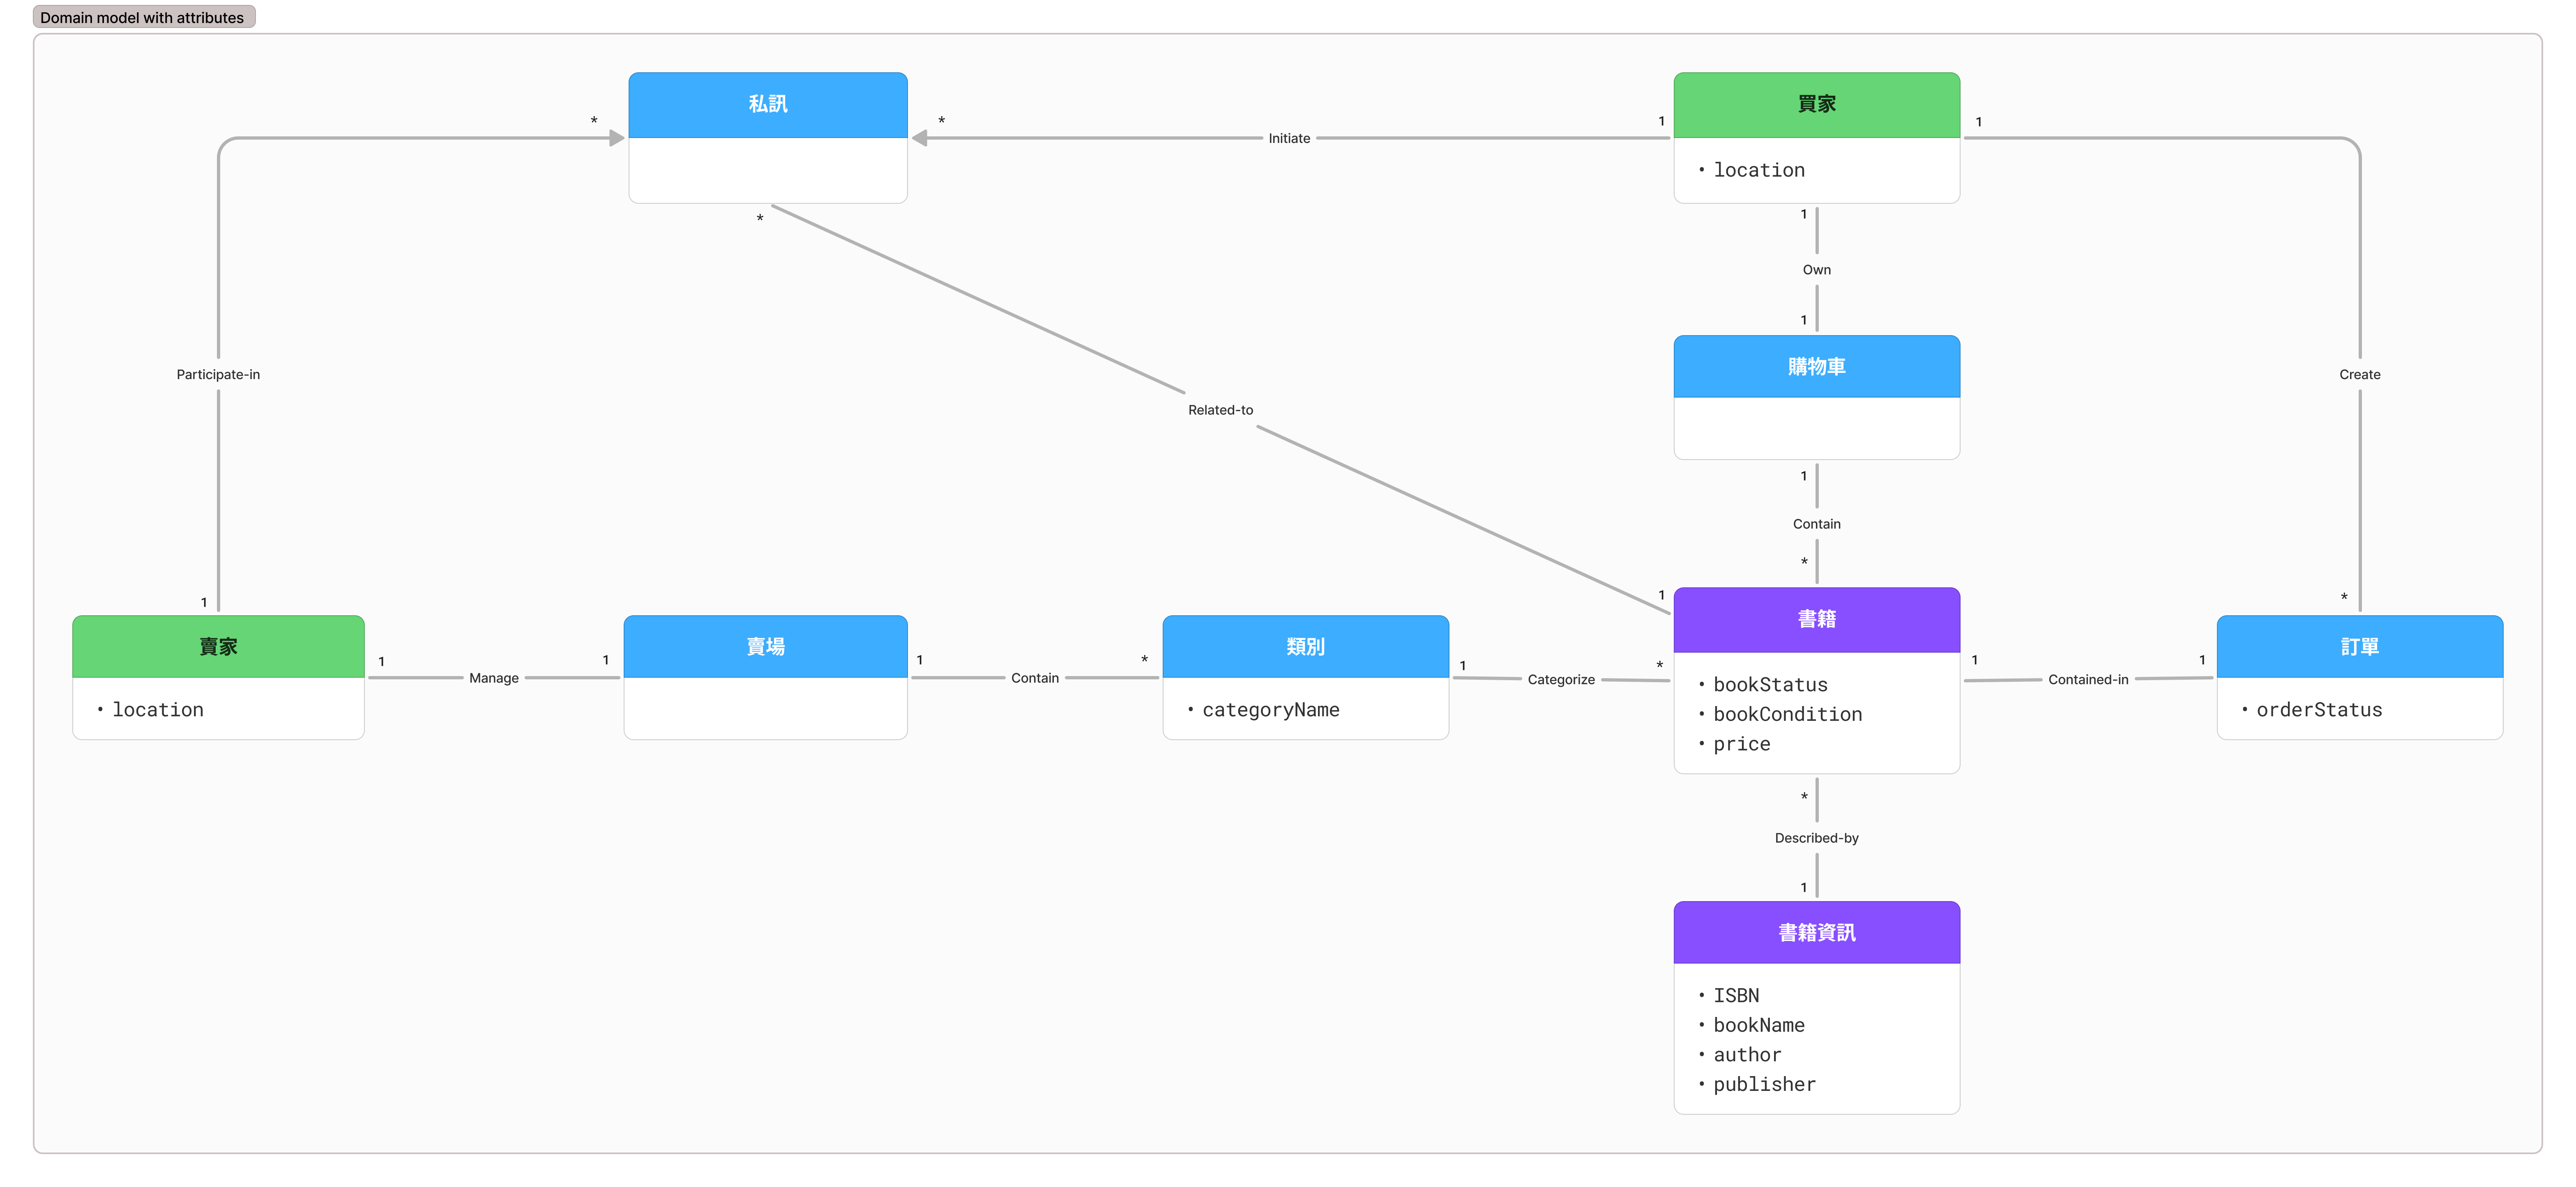 Domain model with attributes
私訊
*
*
Initiate
1
買家
• location
1
*
1
Own
1
購物車
1
Contain
*
Participate-in
Related-to
Create
1
賣家
• location
1
Manage
1
賣場
1
Contain
*
類別
• categoryName
1
Categorize
*
1
書籍
• bookStatus
• bookCondition
• price
1
Contained-in
1
*
訂單
• orderStatus
*
Described-by
1
書籍資訊
• ISBN
• bookName
• author
• publisher